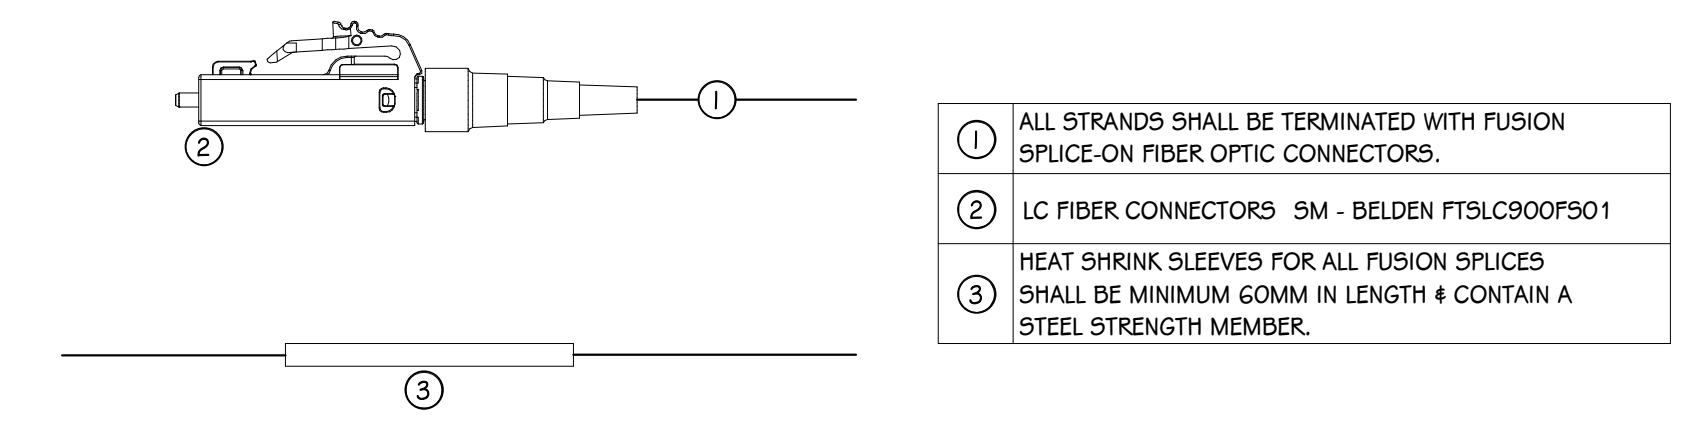 1
2
3
1 ALL STRANDS SHALL BE TERMINATED WITH FUSION
SPLICE-ON FIBER OPTIC CONNECTORS.
2 LC FIBER CONNECTORS SM - BELDEN FTSLC900FS01
HEAT SHRINK SLEEVES FOR ALL FUSION SPLICES
3 SHALL BE MINIMUM 60MM IN LENGTH & CONTAIN A
STEEL STRENGTH MEMBER.